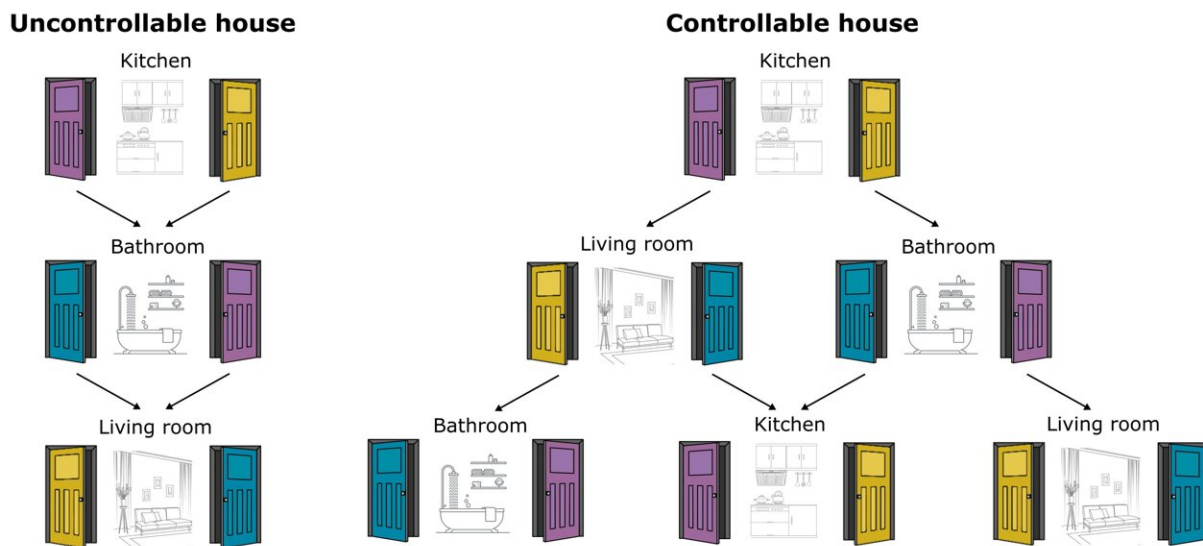 Uncontrollable house
Controllable house
Kitchen
Kitchen
Bathroom
Living room
Bathroom
Living room
Bathroom
Kitchen
Living room